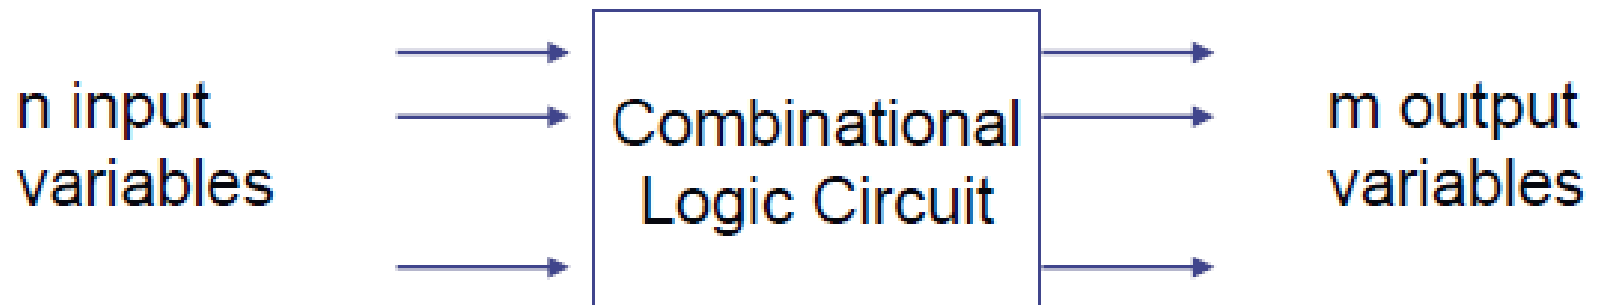 n input
variables
Combinational
Logic Circuit
m output
variables